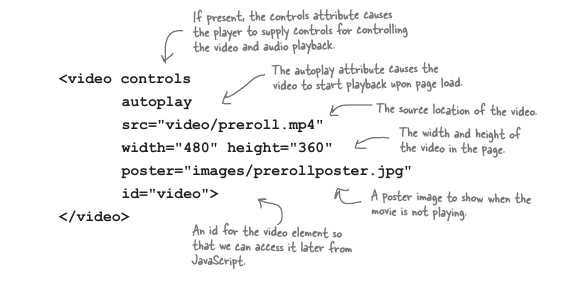 If present, the controls attribute causes
the player to supply controls for controlling
the video and audio playback.
<video controls
The autoplay attribute causes the
video to start playback upon page load.
autoplay
The source location of the video.
src="video/preroll.mp4"
The width and height of
the video in the page.
width="480" height="360"
poster="images/prerollposter.jpg"
A poster image to show when the
movie is not playing.
id="video">
</video>
An id for the video element so
that we can access it later from
JavaScript.